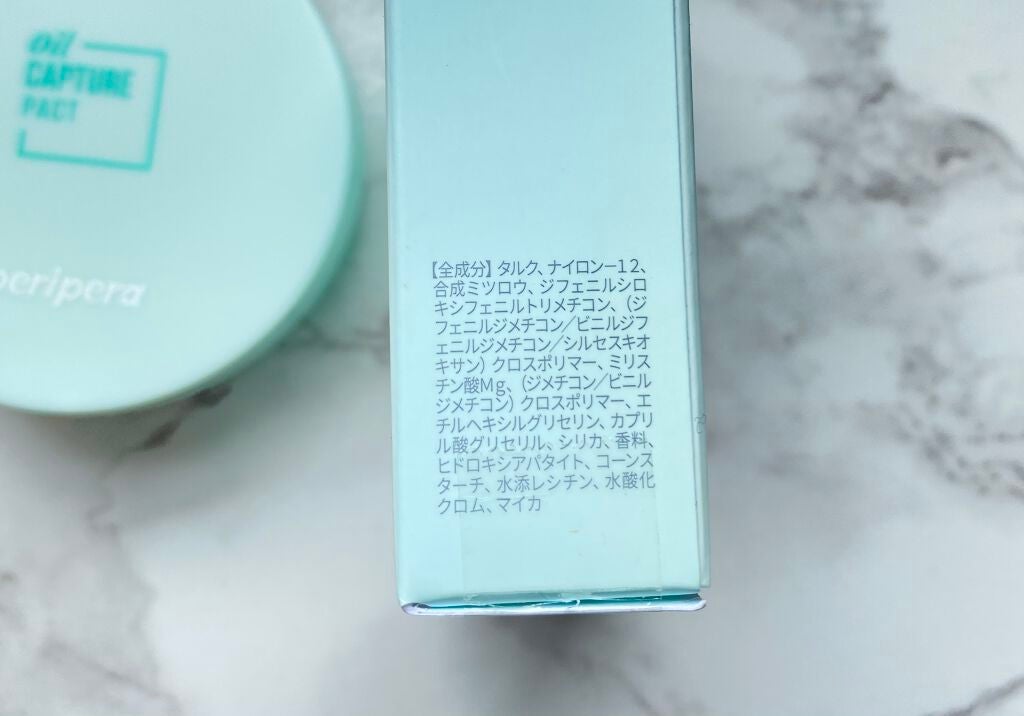 Oil
CAPTURE
PACT
peripera
【全成分】タルク、ナイロン−12、
合成ミツロウ、ジフェニルシロ
キシフェニルトリメチコン、（ジ
フェニルジメチコン／ビニルジフ
ェニルジメチコン／シルセスキオ
キサン）クロスポリマー、ミリス
チン酸Mg、（ジメチコン／ビニル
ジメチコン）クロスポリマー、エ
チルヘキシルグリセリン、カプリ
ル酸グリセリル、シリカ、香料、
ヒドロキシアパタイト、コーンス
ターチ、水添レシチン、水酸化
クロム、マイカ